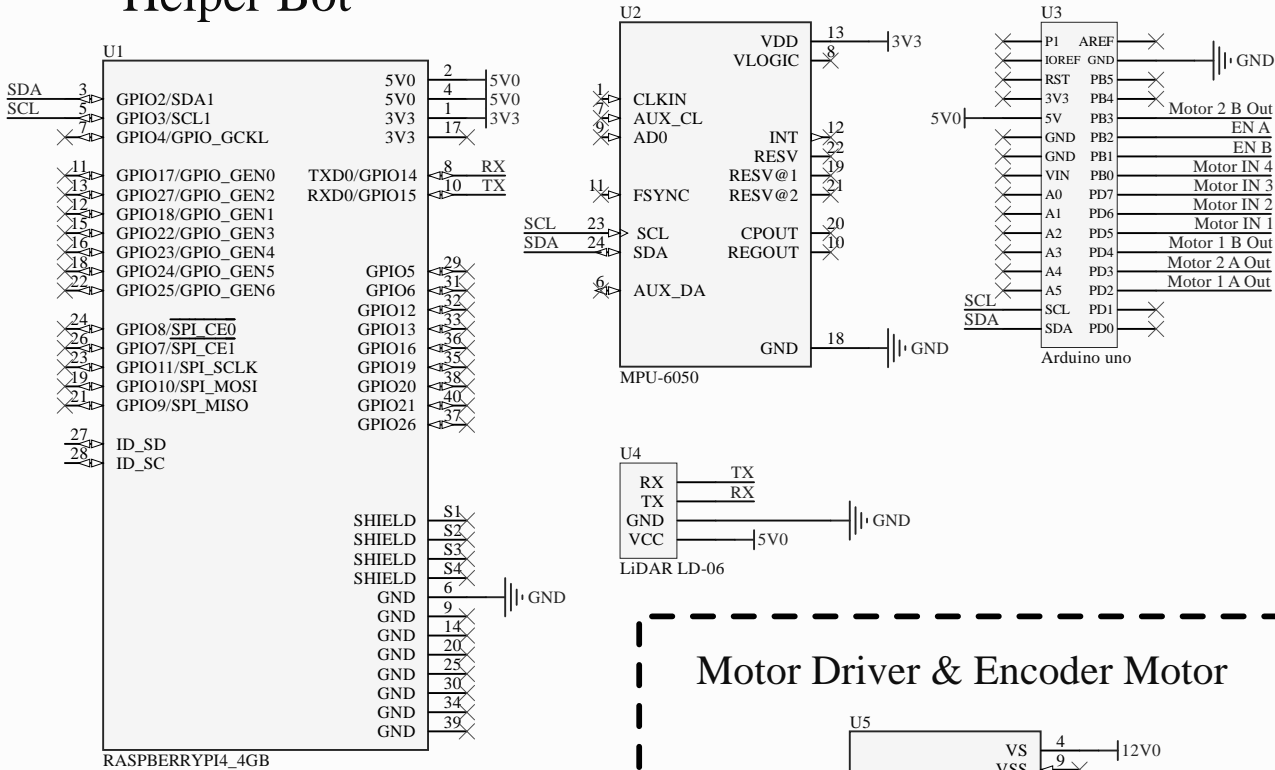 Helper Bot
U1
SDA 3 GPIO2/SDA1 5V0 2 5V0
SCL 5 GPIO3/SCL1 5V0 4 5V0
3V3 1 3V3
7 GPIO4/GPIO_GCKL 3V3 17
11 GPIO17/GPIO_GEN0 TXD0/GPIO14 8 RX
13 GPIO27/GPIO_GEN2 RXD0/GPIO15 10 TX
12 GPIO18/GPIO_GEN1
15 GPIO22/GPIO_GEN3
16 GPIO23/GPIO_GEN4
18 GPIO24/GPIO_GEN5 GPIO5 29
22 GPIO25/GPIO_GEN6 GPIO6 31
GPIO12 32
24 GPIO8/SPI_CE0 GPIO13 33
26 GPIO7/SPI_CE1 GPIO16 36
23 GPIO11/SPI_SCLK GPIO19 35
19 GPIO10/SPI_MOSI GPIO20 38
21 GPIO9/SPI_MISO GPIO21 40
GPIO26 37
27 ID_SD
28 ID_SC
SHIELD S1
SHIELD S2
SHIELD S3
SHIELD S4
GND 6 GND
GND 9
GND 14
GND 20
GND 25
GND 30
GND 34
GND 39
RASPBERRYPI4_4GB
U2
VDD 13 3V3
VLOGIC 8
1 CLKIN
7 AUX_CL
9 AD0 INT 12
RESV 22
RESV@1 19
11 FSYNC RESV@2 21
SCL 23 SCL CPOUT 20
SDA 24 SDA REGOUT 10
6 AUX_DA
GND 18 GND
MPU-6050
U3
P1 AREF
IOREF GND GND
RST PB5
3V3 PB4
5V0 5V PB3 Motor 2 B Out
GND PB2 EN A
GND PB1 EN B
VIN PB0 Motor IN 4
A0 PD7 Motor IN 3
A1 PD6 Motor IN 2
A2 PD5 Motor IN 1
A3 PD4 Motor 1 B Out
A4 PD3 Motor 2 A Out
A5 PD2 Motor 1 A Out
SCL SCL PD1
SDA SDA PD0
Arduino uno
U4
RX TX
TX RX
GND GND
VCC 5V0
LiDAR LD-06
Motor Driver & Encoder Motor
U5
VS 4 12V0
VSS 9